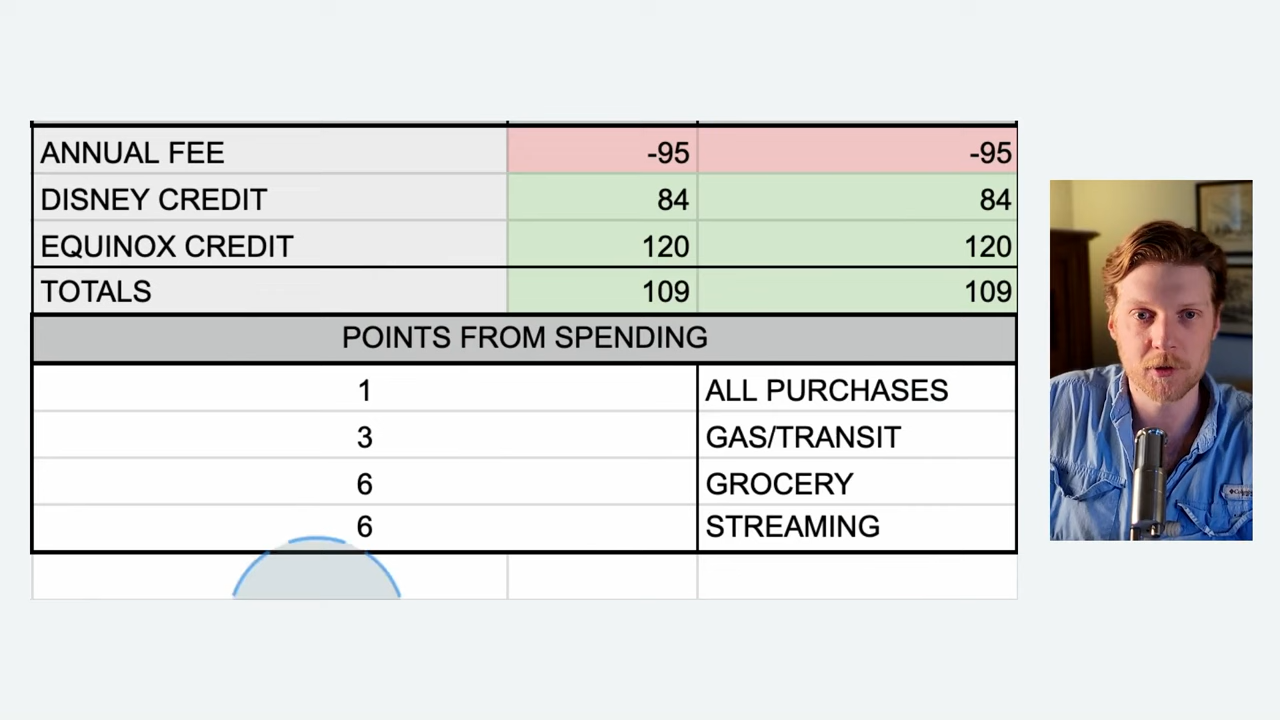 ANNUAL FEE -95 -95
DISNEY CREDIT 84 84
EQUINOX CREDIT 120 120
TOTALS 109 109
POINTS FROM SPENDING
1 ALL PURCHASES
3 GAS/TRANSIT
6 GROCERY
6 STREAMING